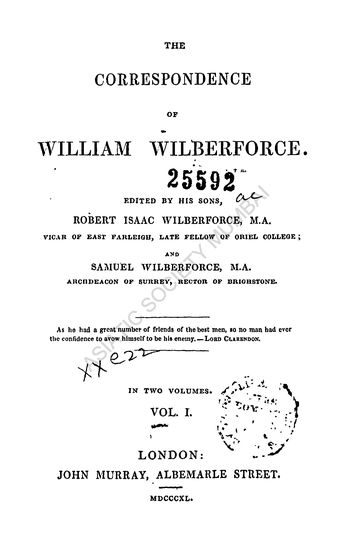 THE
CORRESPONDENCE
OF
WILLIAM WILBERFORCE.
25592
EDITED BY HIS SONS,
ROBERT ISAAC WILBERFORCE, M.A.
VICAR OF EAST FARLEIGH, LATE FELLOW OF ORIEL COLLEGE;
AND
SAMUEL WILBERFORCE, M.A.
ARCHDEACON OF SURREY, RECTOR OF BRIGHSTONE.
As he had a great number of friends of the best men, so no man had ever
the confidence to avow himself to be his enemy.—LORD CLARENDON.
ASIATIC SOCIETY MUMBAI
IN TWO VOLUMES.
VOL. I.
LONDON:
JOHN MURRAY, ALBEMARLE STREET.
MDCCCXL.